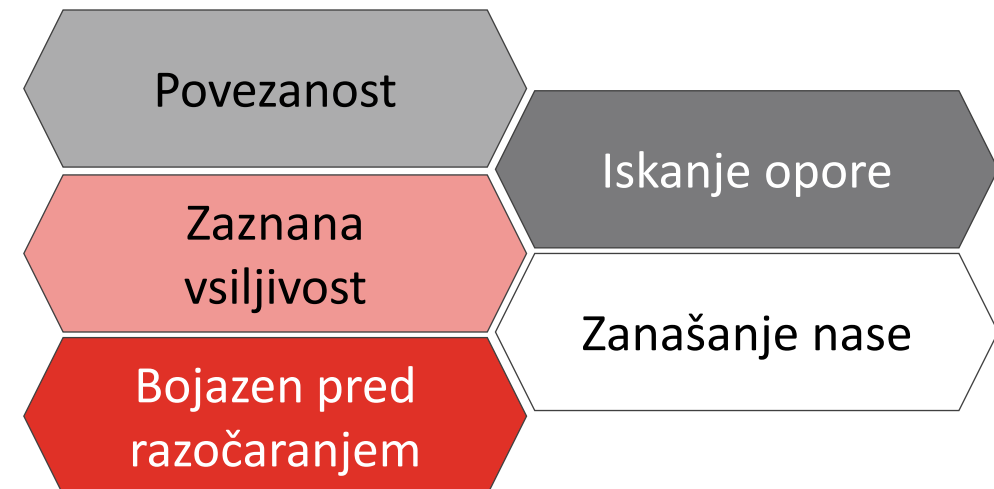 Povezanost
Iskanje opore
Zaznana
vsiljivost
Zanašanje nase
Bojazen pred
razočaranjem